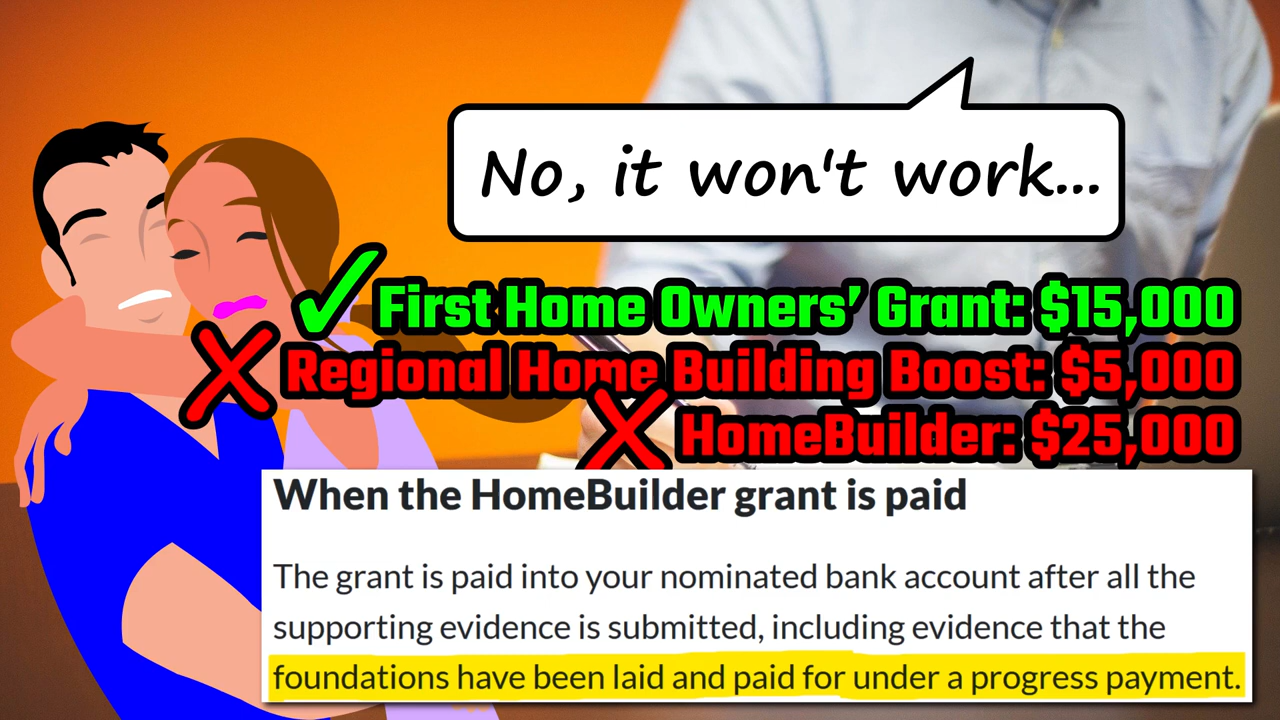 No, it won't work...
First Home Owners’ Grant: $15,000
Regional Home Building Boost: $5,000
HomeBuilder: $25,000
When the HomeBuilder grant is paid
The grant is paid into your nominated bank account after all the
supporting evidence is submitted, including evidence that the
foundations have been laid and paid for under a progress payment.